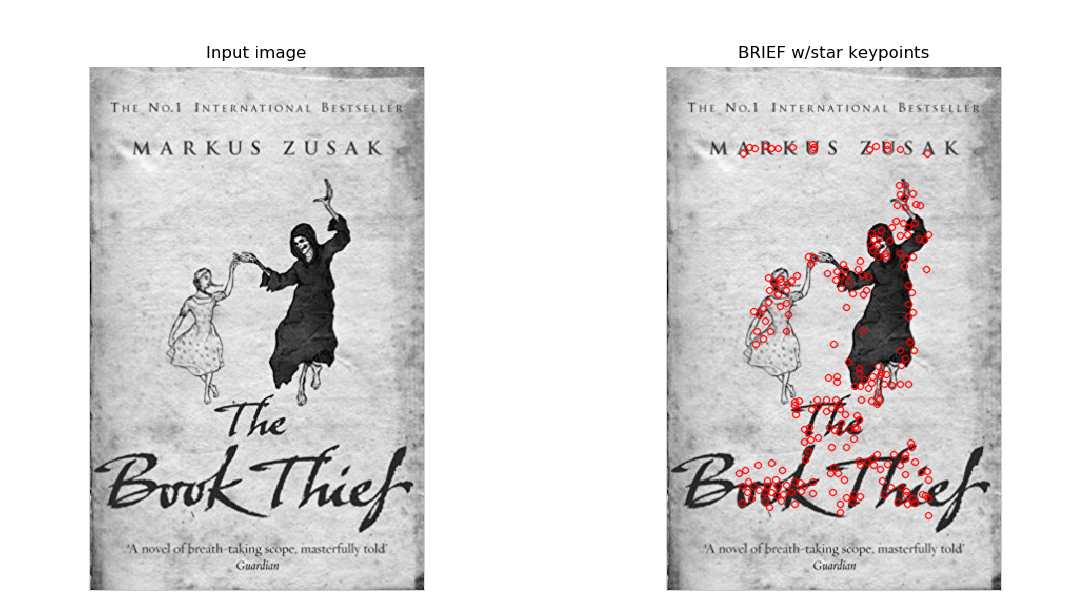 Input image
THE NO.1 INTERNATIONAL BESTSELLER
MARKUS ZUSAK
The
Book Thief
'A novel of breath-taking scope, masterfully told'
Guardian
BRIEF w/star keypoints
THE NO.1 INTERNATIONAL BESTSELLER
MARKUS ZUSAK
The
Book Thief
'A novel of breath-taking scope, masterfully told'
Guardian